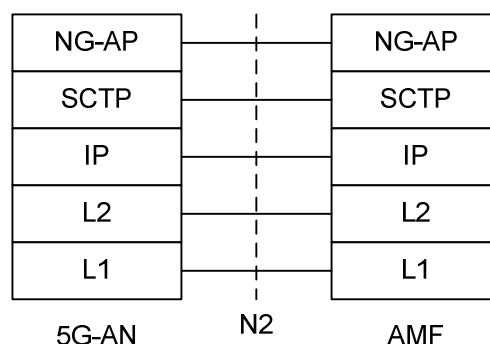 NG-AP NG-AP
SCTP SCTP
IP IP
L2 L2
L1 L1
5G-AN N2 AMF